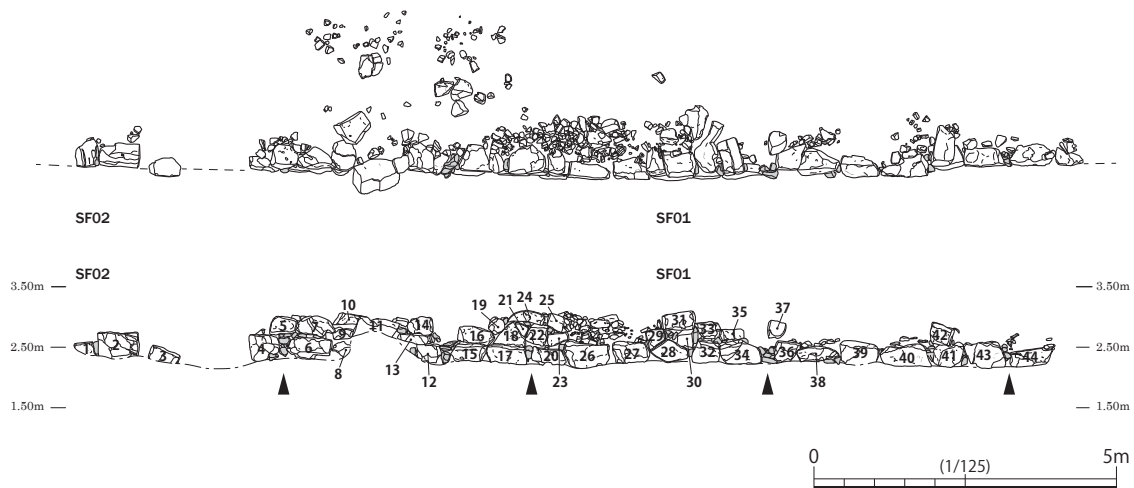 SF02 SF01
SF02 SF01
3.50m 3.50m
10 19 21 24 25 37
5 7 9 11 14 16 18 22 31 33 35 29 42
1 2 3 4 6 15 17 20 26 27 28 32 34 36 39 40 41 43 44
2.50m 2.50m
8 13 12 23 30 38
1.50m 1.50m
0 (1/125) 5m